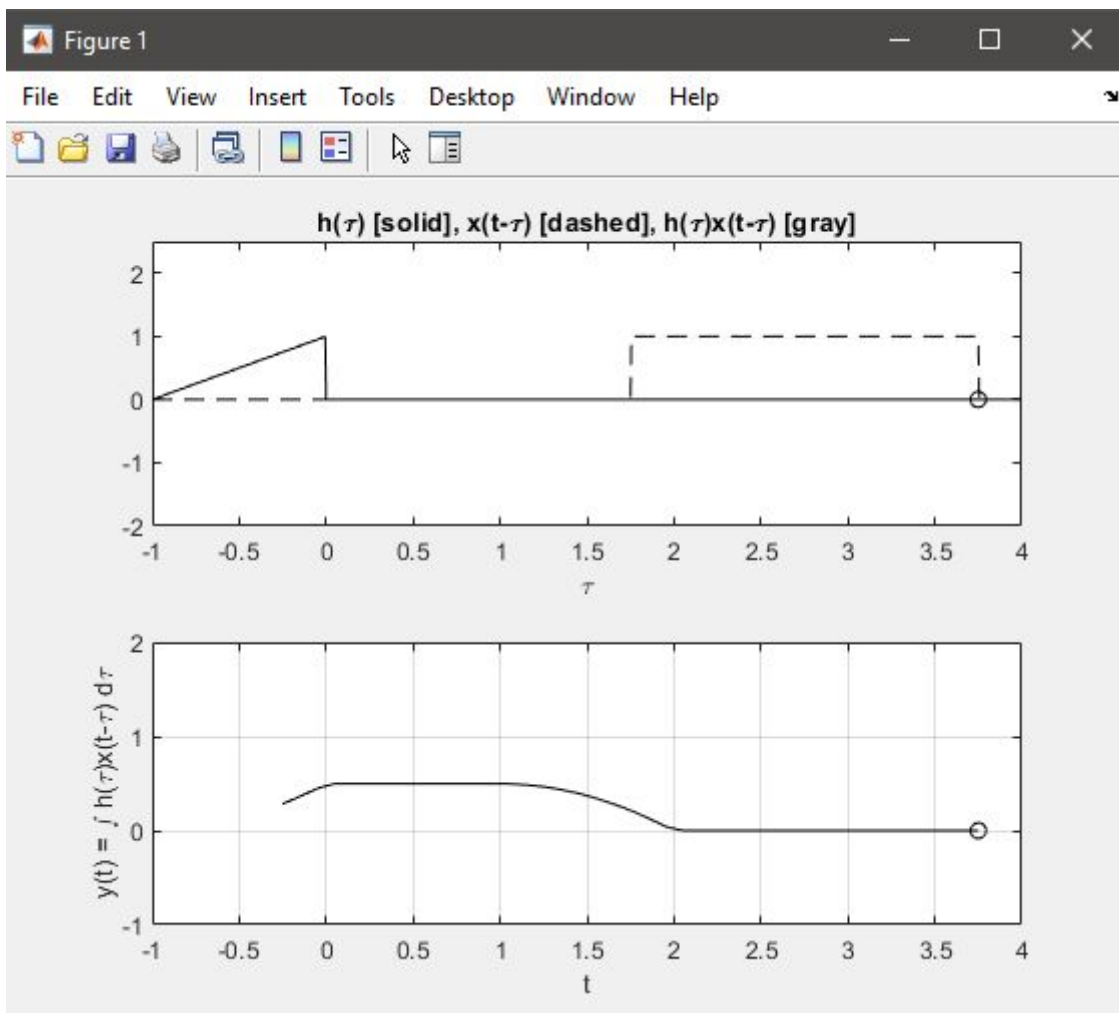 Figure 1
File Edit View Insert Tools Desktop Window Help
h(τ) [solid], x(t-τ) [dashed], h(τ)x(t-τ) [gray]
2
1
0
-1
-2
-1 -0.5 0 0.5 1 1.5 2 2.5 3 3.5 4
τ
y(t) = ∫ h(τ)x(t-τ) dτ
2
1
0
-1
-1 -0.5 0 0.5 1 1.5 2 2.5 3 3.5 4
t